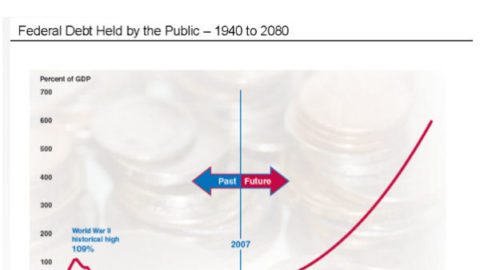 Federal Debt Held by the Public – 1940 to 2080
Percent of GDP
700
600
500
400
Past Future
300
200
World War II
historical high
109%
2007
100